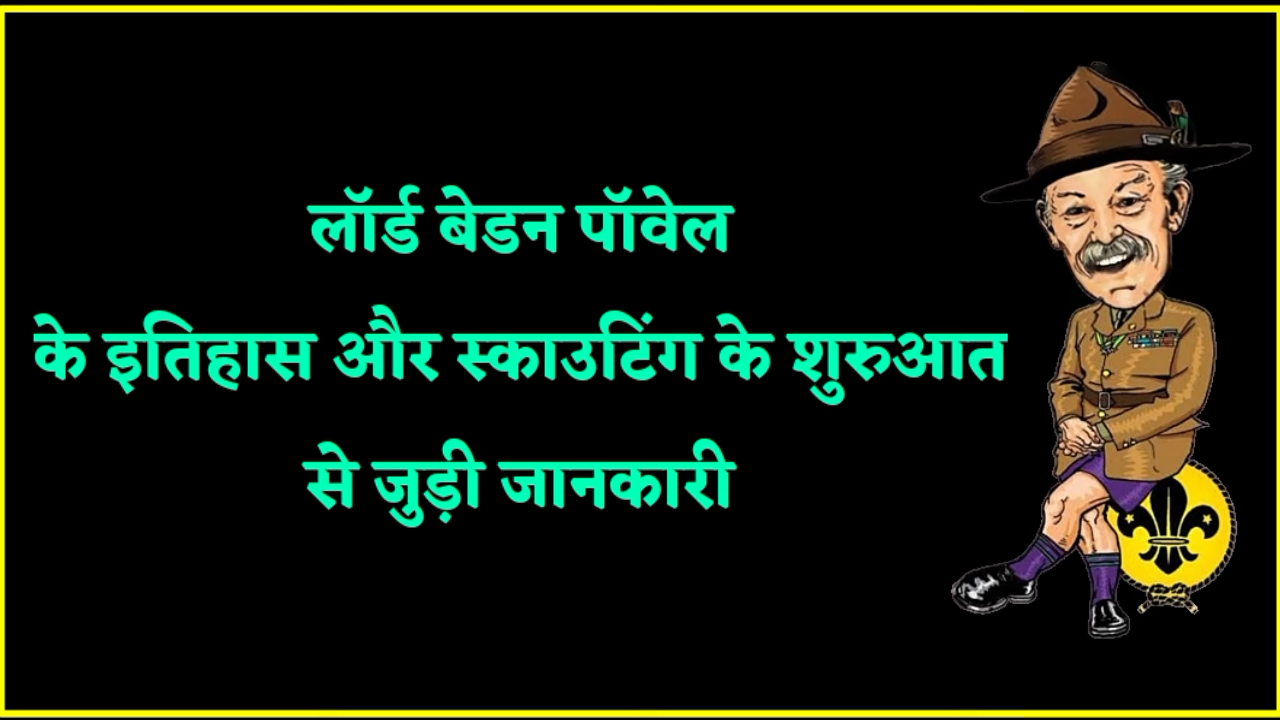 लॉर्ड बेडन पॉवेल
के इतिहास और स्काउटिंग के शुरुआत
से जुड़ी जानकारी